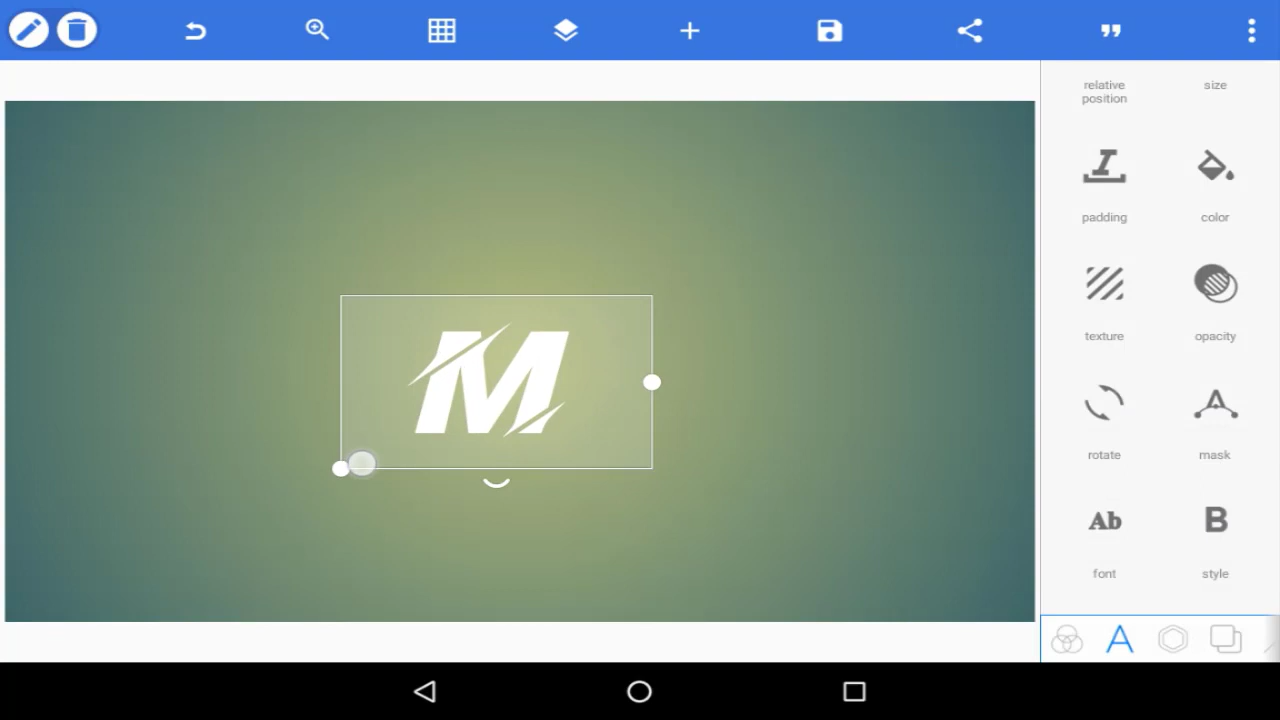 relative
position
size
padding
color
M
texture
opacity
rotate
mask
Ab
B
font
style
A